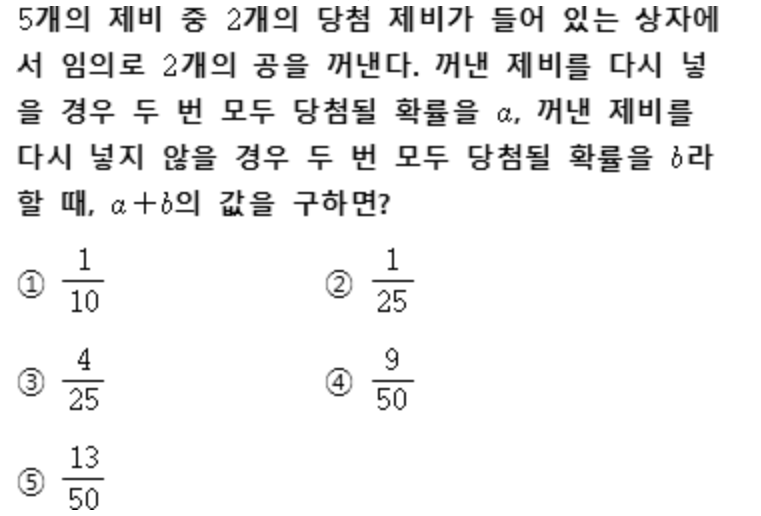 5개의 제비 중 2개의 당첨 제비가 들어 있는 상자에
서 임의로 2개의 공을 꺼낸다. 꺼낸 제비를 다시 넣
을 경우 두 번 모두 당첨될 확률을 a, 꺼낸 제비를
다시 넣지 않을 경우 두 번 모두 당첨될 확률을 b라
할 때, a+b의 값을 구하면?
① 1/10 ② 1/25
③ 4/25 ④ 9/50
⑤ 13/50